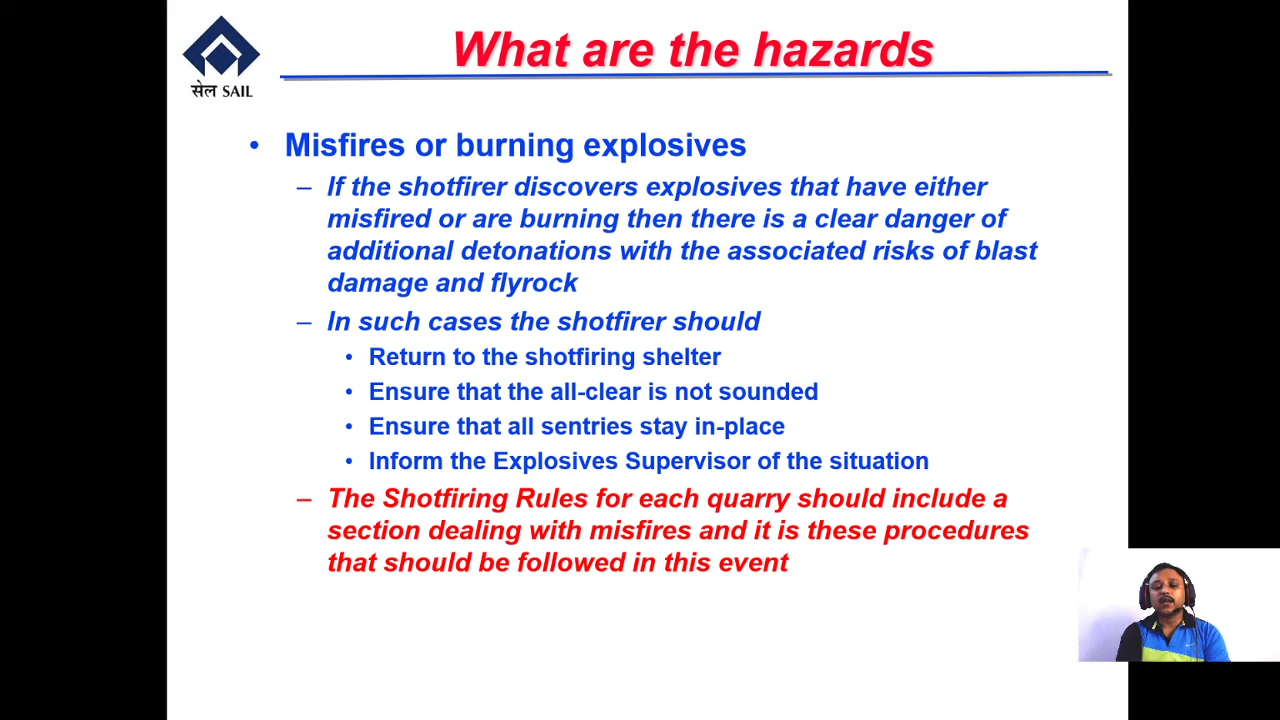 What are the hazards
सेल SAIL
• Misfires or burning explosives
– If the shotfirer discovers explosives that have either
misfired or are burning then there is a clear danger of
additional detonations with the associated risks of blast
damage and flyrock
– In such cases the shotfirer should
• Return to the shotfiring shelter
• Ensure that the all-clear is not sounded
• Ensure that all sentries stay in-place
• Inform the Explosives Supervisor of the situation
– The Shotfiring Rules for each quarry should include a
section dealing with misfires and it is these procedures
that should be followed in this event